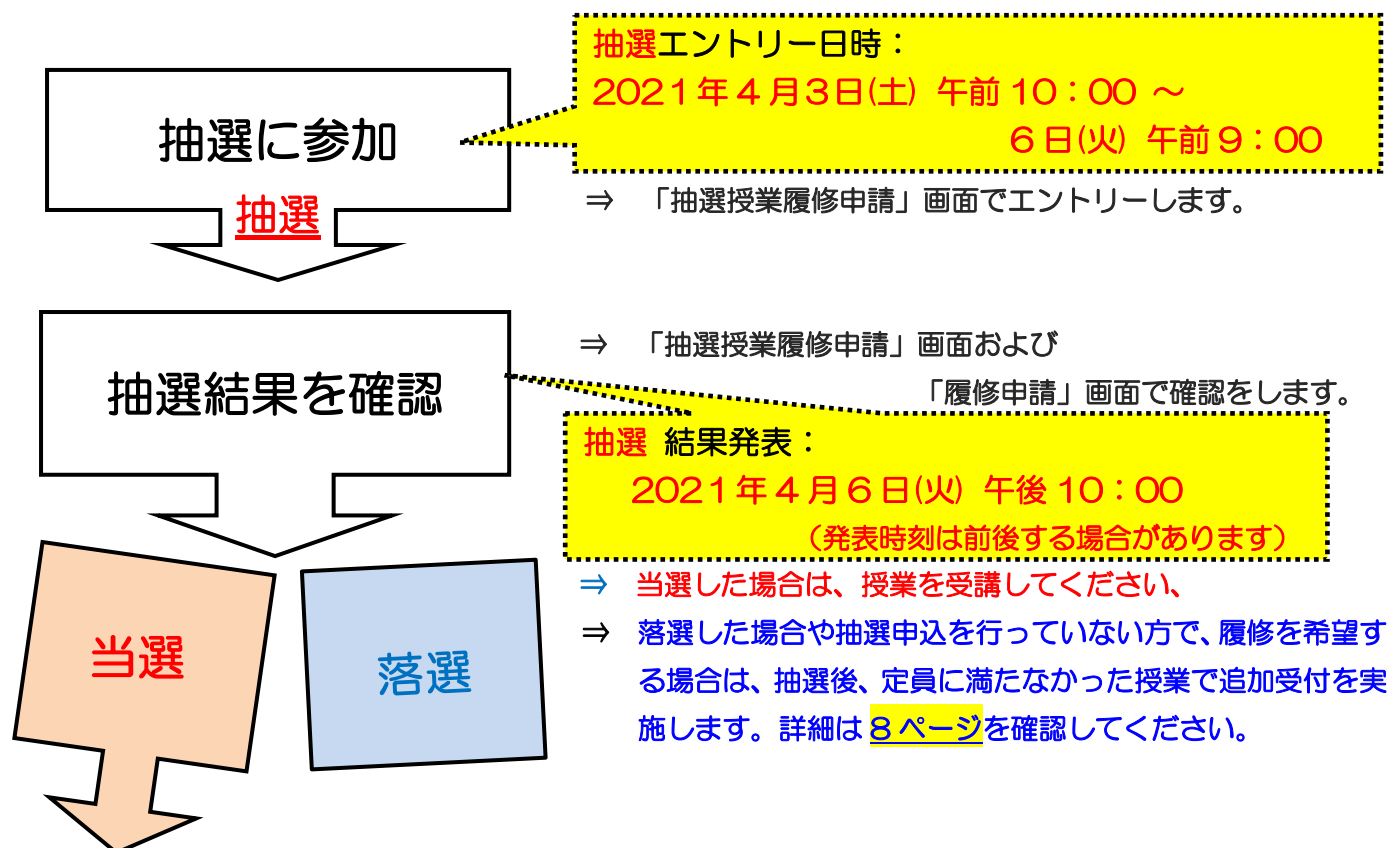 抽選に参加
抽選
抽選エントリー日時：
2021年4月3日(土) 午前10：00 ～
6日(火) 午前9：00
⇒ 「抽選授業履修申請」画面でエントリーします。
抽選結果を確認
⇒ 「抽選授業履修申請」画面および
「履修申請」画面で確認をします。
抽選 結果発表：
2021年4月6日(火) 午後10：00
（発表時刻は前後する場合があります）
当選
落選
⇒ 当選した場合は、授業を受講してください、
⇒ 落選した場合や抽選申込を行っていない方で、履修を希望す
る場合は、抽選後、定員に満たなかった授業で追加受付を実
施します。詳細は8ページを確認してください。